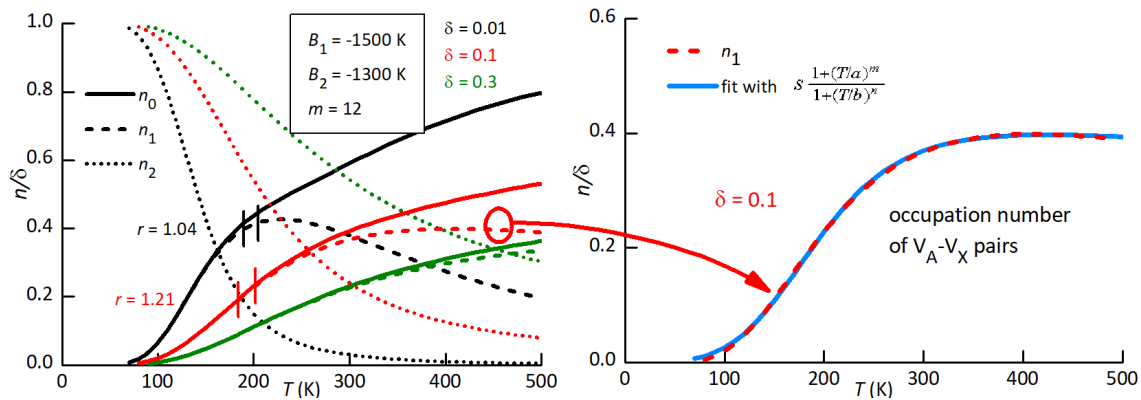 1.0
0.8
0.6
0.4
0.2
0.0
n/δ
n₀
n₁
n₂
B₁ = -1500 K
B₂ = -1300 K
m = 12
δ = 0.01
δ = 0.1
δ = 0.3
r = 1.04
r = 1.21
0 100 200 300 400 500
T (K)
0.6
0.4
0.2
0.0
n/δ
n₁
fit with S (1+(T/a)^m)/(1+(T/b)^n)
δ = 0.1
occupation number
of V_A-V_X pairs
0 100 200 300 400 500
T (K)